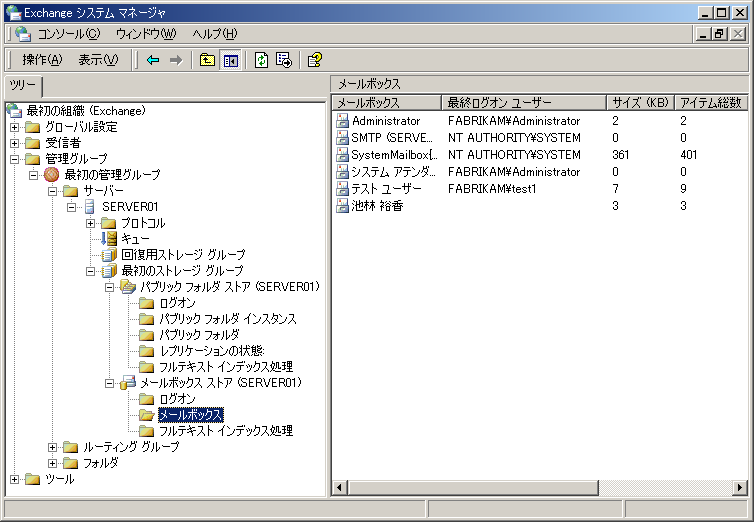 Exchange システム マネージャ
コンソール(C) ウィンドウ(W) ヘルプ(H)
操作(A) 表示(V)
ツリー
最初の組織 (Exchange)
グローバル設定
受信者
管理グループ
最初の管理グループ
サーバー
SERVER01
プロトコル
キュー
回復用ストレージ グループ
最初のストレージ グループ
パブリック フォルダ ストア (SERVER01)
ログオン
パブリック フォルダ インスタンス
パブリック フォルダ
レプリケーションの状態:
フルテキスト インデックス処理
メールボックス ストア (SERVER01)
ログオン
メールボックス
フルテキスト インデックス処理
ルーティング グループ
フォルダ
ツール
メールボックス
メールボックス 最終ログオン ユーザー サイズ (KB) アイテム総数
Administrator FABRIKAM¥Administrator 2 2
SMTP (SERVE... NT AUTHORITY¥SYSTEM 0 0
SystemMailbox{... NT AUTHORITY¥SYSTEM 361 401
システム アテンダ... FABRIKAM¥Administrator 0 0
テスト ユーザー FABRIKAM¥test1 7 9
池林 裕香 3 3